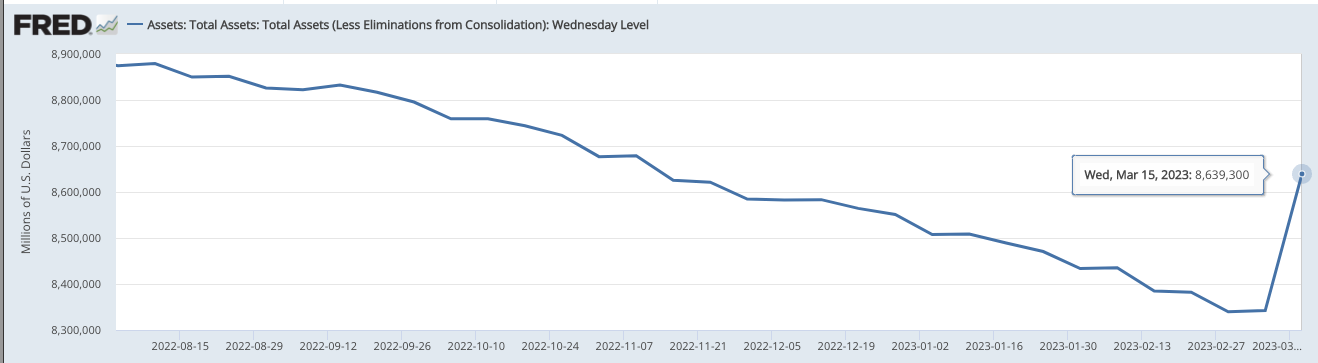 FRED
Assets: Total Assets: Total Assets (Less Eliminations from Consolidation): Wednesday Level
Millions of U.S. Dollars
8,900,000
8,800,000
8,700,000
8,600,000
8,500,000
8,400,000
8,300,000
Wed, Mar 15, 2023: 8,639,300
2022-08-15 2022-08-29 2022-09-12 2022-09-26 2022-10-10 2022-10-24 2022-11-07 2022-11-21 2022-12-05 2022-12-19 2023-01-02 2023-01-16 2023-01-30 2023-02-13 2023-02-27 2023-03...